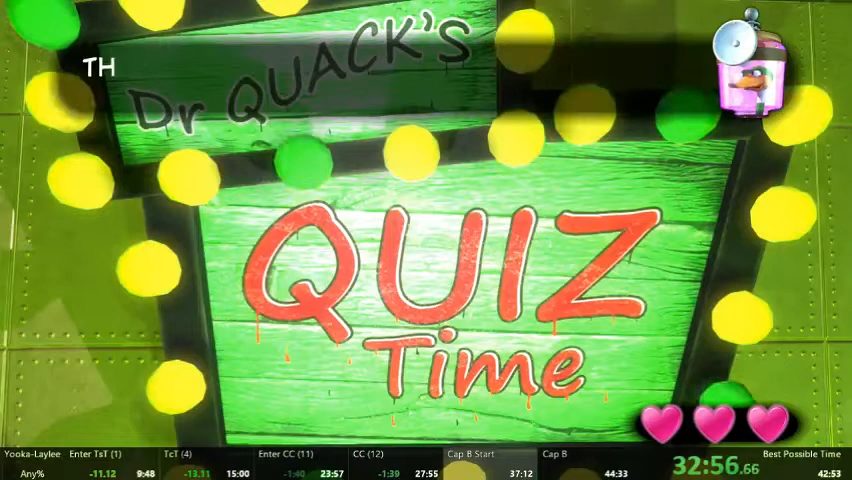 TH
Dr QUACK'S
QUIZ
Time
Yooka-Laylee Enter TsT (1) TcT (4) Enter CC (11) CC (12) Cap B Start Cap B Best Possible Time
Any% -11.12 9:48 -13.11 15:00 -1:40 23:57 -1:39 27:55 37:12 44:33 32:56.66 42:53